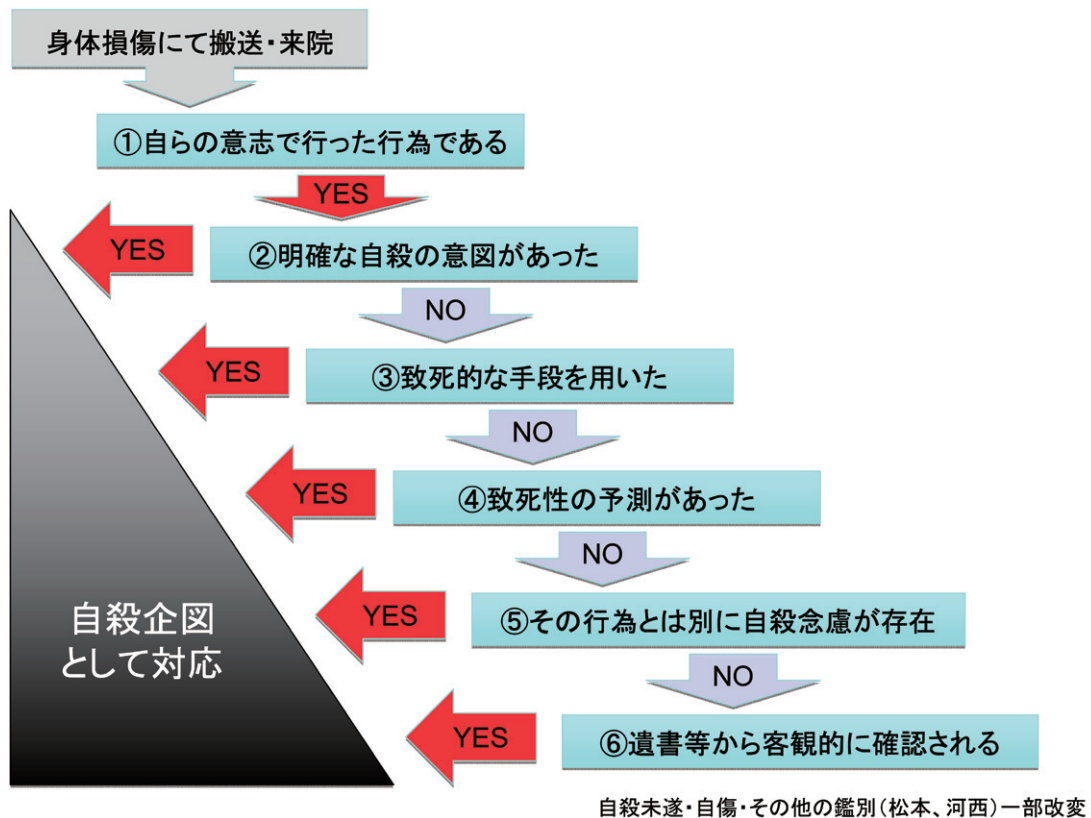 身体損傷にて搬送・来院
①自らの意志で行った行為である
YES
YES
②明確な自殺の意図があった
NO
YES
③致死的な手段を用いた
NO
YES
④致死性の予測があった
NO
YES
⑤その行為とは別に自殺念慮が存在
NO
YES
⑥遺書等から客観的に確認される
自殺企図
として対応
自殺未遂・自傷・その他の鑑別(松本、河西)一部改変